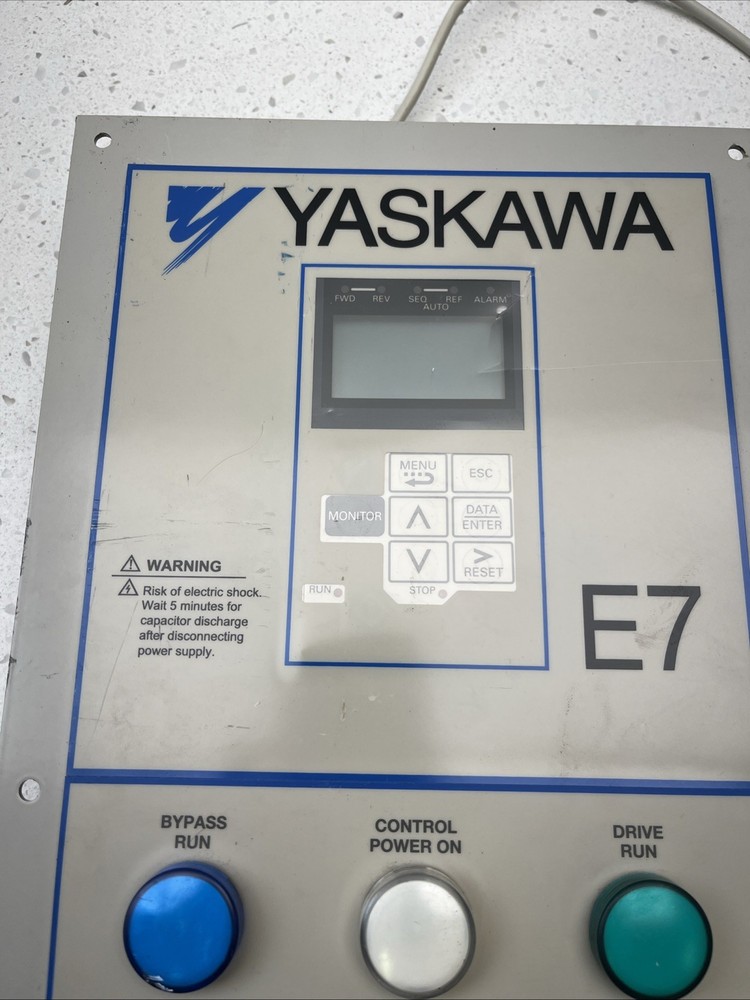 YASKAWA
FWD REV SEQ REF ALARM
AUTO
MENU
ESC
MONITOR
DATA
ENTER
>
RESET
RUN
STOP
⚠ WARNING
Risk of electric shock.
Wait 5 minutes for
capacitor discharge
after disconnecting
power supply.
E7
BYPASS
RUN
CONTROL
POWER ON
DRIVE
RUN